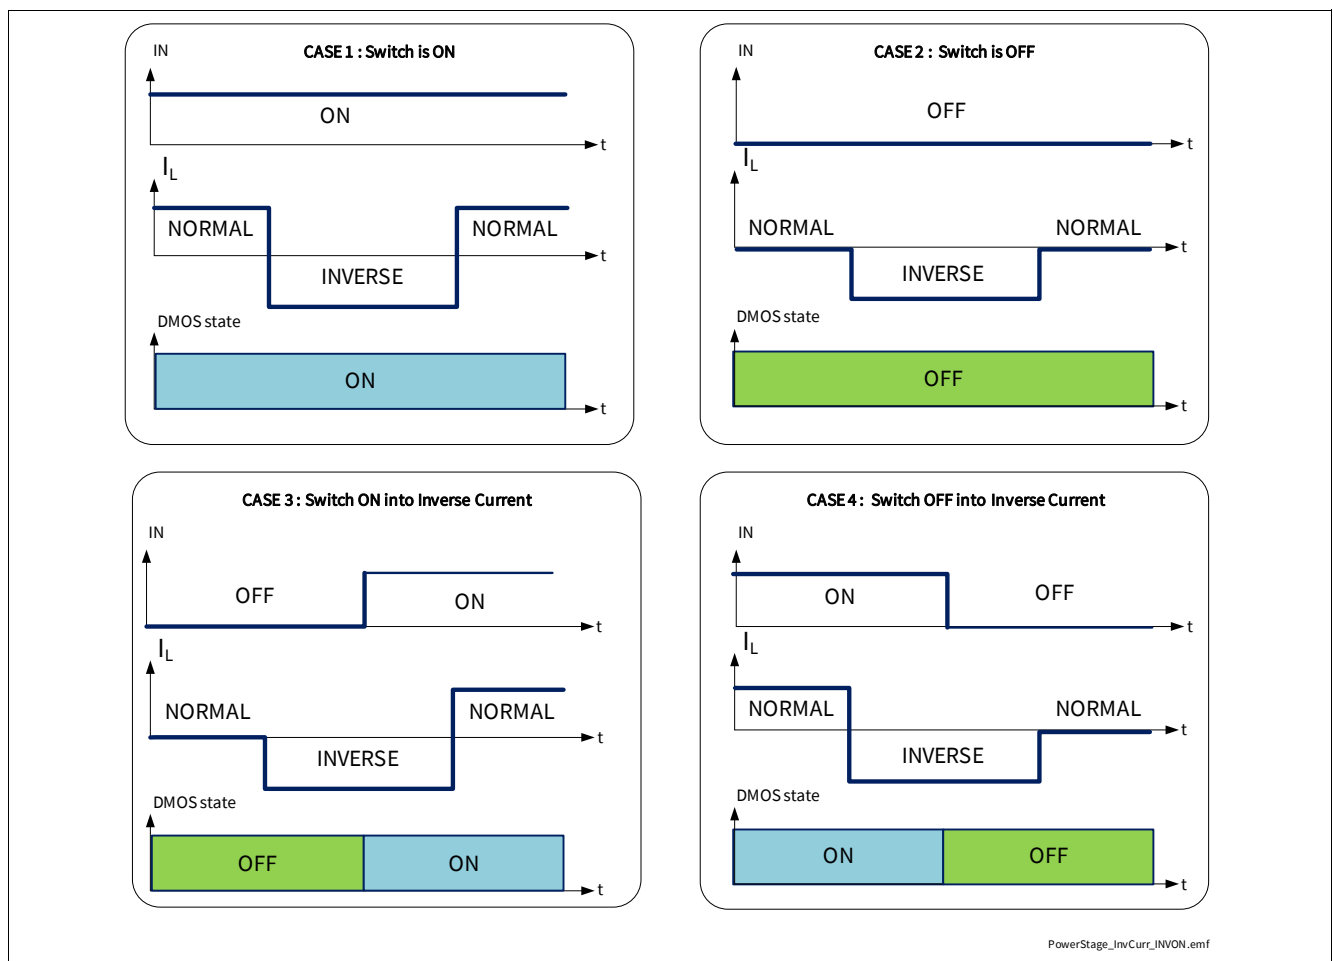 CASE 1 : Switch is ON
IN
ON
t
IL
NORMAL
NORMAL
t
INVERSE
DMOS state
ON
t
CASE 2 : Switch is OFF
IN
OFF
t
IL
NORMAL
NORMAL
t
INVERSE
DMOS state
OFF
t
CASE 3 : Switch ON into Inverse Current
IN
OFF
ON
t
IL
NORMAL
NORMAL
t
INVERSE
DMOS state
OFF
ON
t
CASE 4 : Switch OFF into Inverse Current
IN
ON
OFF
t
IL
NORMAL
NORMAL
t
INVERSE
DMOS state
ON
OFF
t
PowerStage_InvCurr_INVON.emf